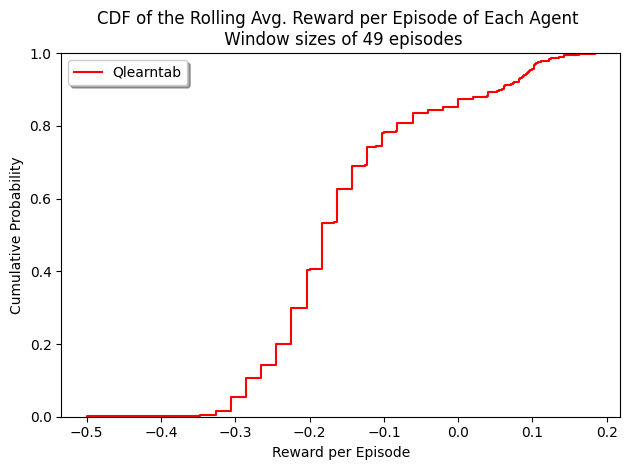 CDF of the Rolling Avg. Reward per Episode of Each Agent
Window sizes of 49 episodes
Qlearntab
1.0
0.8
0.6
0.4
0.2
0.0
Cumulative Probability
−0.5 −0.4 −0.3 −0.2 −0.1 0.0 0.1 0.2
Reward per Episode